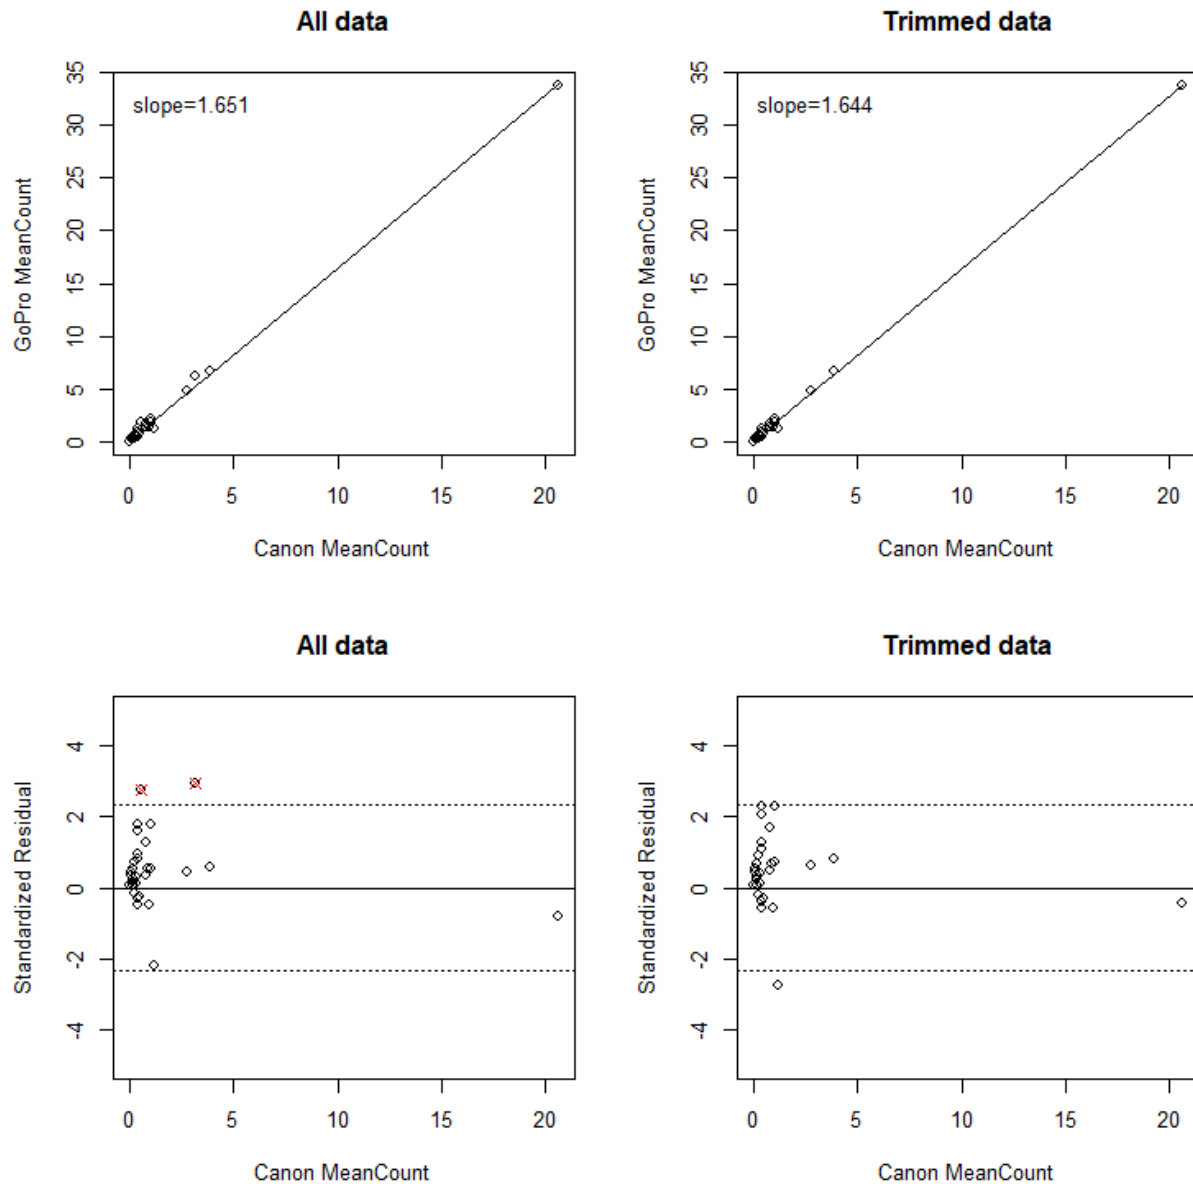 All data
slope=1.651
GoPro MeanCount
35
30
25
20
15
10
5
0
0 5 10 15 20
Canon MeanCount
Trimmed data
slope=1.644
GoPro MeanCount
35
30
25
20
15
10
5
0
0 5 10 15 20
Canon MeanCount
All data
Standardized Residual
4
2
0
-2
-4
0 5 10 15 20
Canon MeanCount
Trimmed data
Standardized Residual
4
2
0
-2
-4
0 5 10 15 20
Canon MeanCount